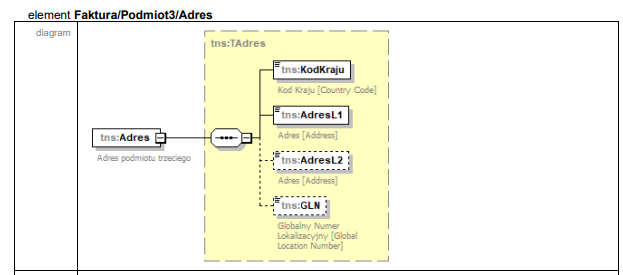 element Faktura/Podmiot3/Adres
diagram
tns:TAdres
tns:KodKraju
Kod Kraju [Country Code]
tns:AdresL1
Adres [Address]
tns:Adres
Adres podmiotu trzeciego
tns:AdresL2
Adres [Address]
tns:GLN
Globalny Numer
Lokalizacyjny [Global
Location Number]